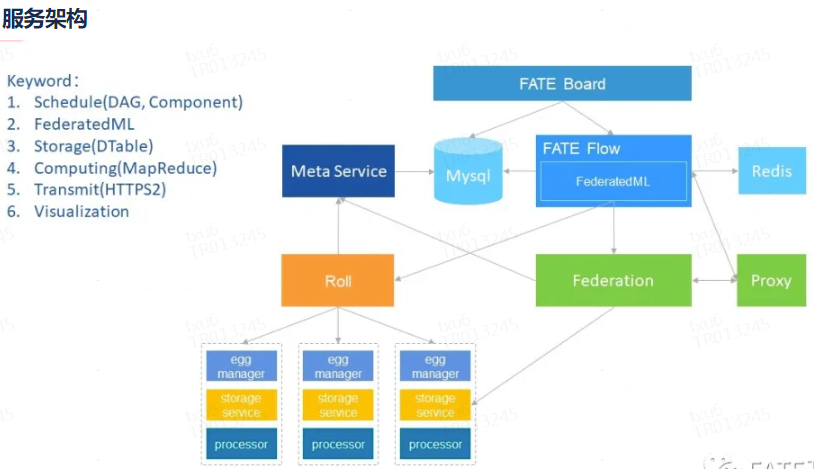 服务架构
Keyword：
1. Schedule(DAG, Component)
2. FederatedML
3. Storage(DTable)
4. Computing(MapReduce)
5. Transmit(HTTPS2)
6. Visualization
FATE Board
Meta Service
Mysql
FATE Flow
FederatedML
Redis
Roll
Federation
Proxy
egg
manager
storage
service
processor
egg
manager
storage
service
processor
egg
manager
storage
service
processor
txu6
TR013245